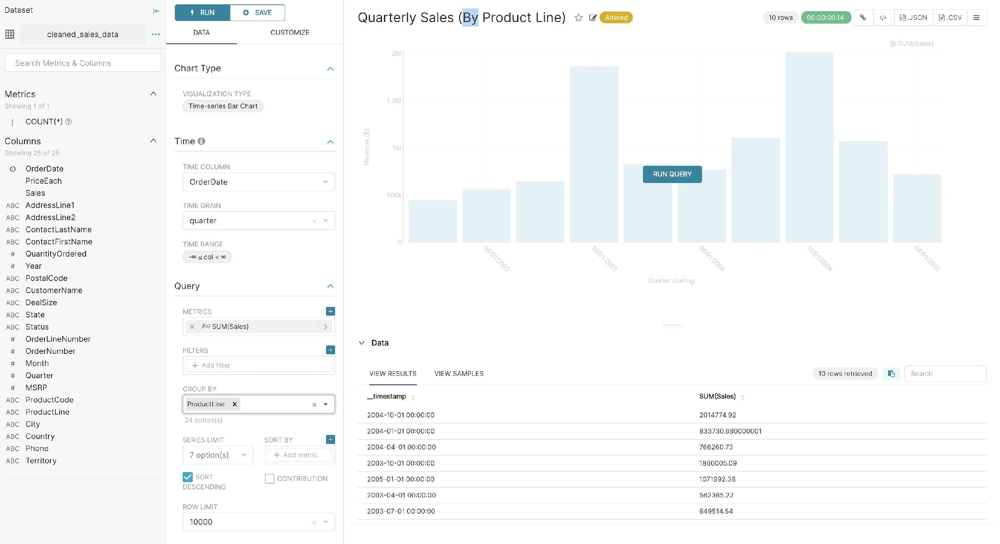 Dataset
cleaned_sales_data
Search Metrics & Columns
Metrics
Showing 1 of 1
ƒ COUNT(*)
Columns
Showing 25 of 25
OrderDate
PriceEach
Sales
ABC AddressLine1
ABC AddressLine2
ABC ContactLastName
ABC ContactFirstName
# QuantityOrdered
# Year
ABC PostalCode
ABC CustomerName
ABC DealSize
ABC State
ABC Status
# OrderLineNumber
# OrderNumber
# Month
# Quarter
# MSRP
ABC ProductCode
ABC ProductLine
ABC City
ABC Country
ABC Phone
ABC Territory
RUN SAVE
DATA CUSTOMIZE
Chart Type
VISUALIZATION TYPE
Time-series Bar Chart
Time
TIME COLUMN
OrderDate
TIME GRAIN
quarter
TIME RANGE
-∞ ≤ col < ∞
Query
METRICS
f(x) SUM(Sales)
FILTERS
+ Add filter
GROUP BY
ProductLine
24 option(s)
SERIES LIMIT SORT BY
7 option(s) + Add metric
SORT DESCENDING
CONTRIBUTION
ROW LIMIT
10000
Quarterly Sales (By Product Line) Altered
10 rows 00:00:00.14 </> .JSON .CSV
SUM(Sales)
2M
1.5M
1M
500k
0
Revenue ($)
RUN QUERY
04/01/2003 10/01/2003 04/01/2004 10/01/2004 04/01/2005
Quarter starting
Data
VIEW RESULTS VIEW SAMPLES 10 rows retrieved Search
__timestamp SUM(Sales)
2004-10-01 00:00:00 2014774.92
2004-01-01 00:00:00 833730.680000001
2004-04-01 00:00:00 766260.73
2003-10-01 00:00:00 1860005.09
2005-01-01 00:00:00 1071992.36
2003-04-01 00:00:00 562365.22
2003-07-01 00:00:00 649514.54